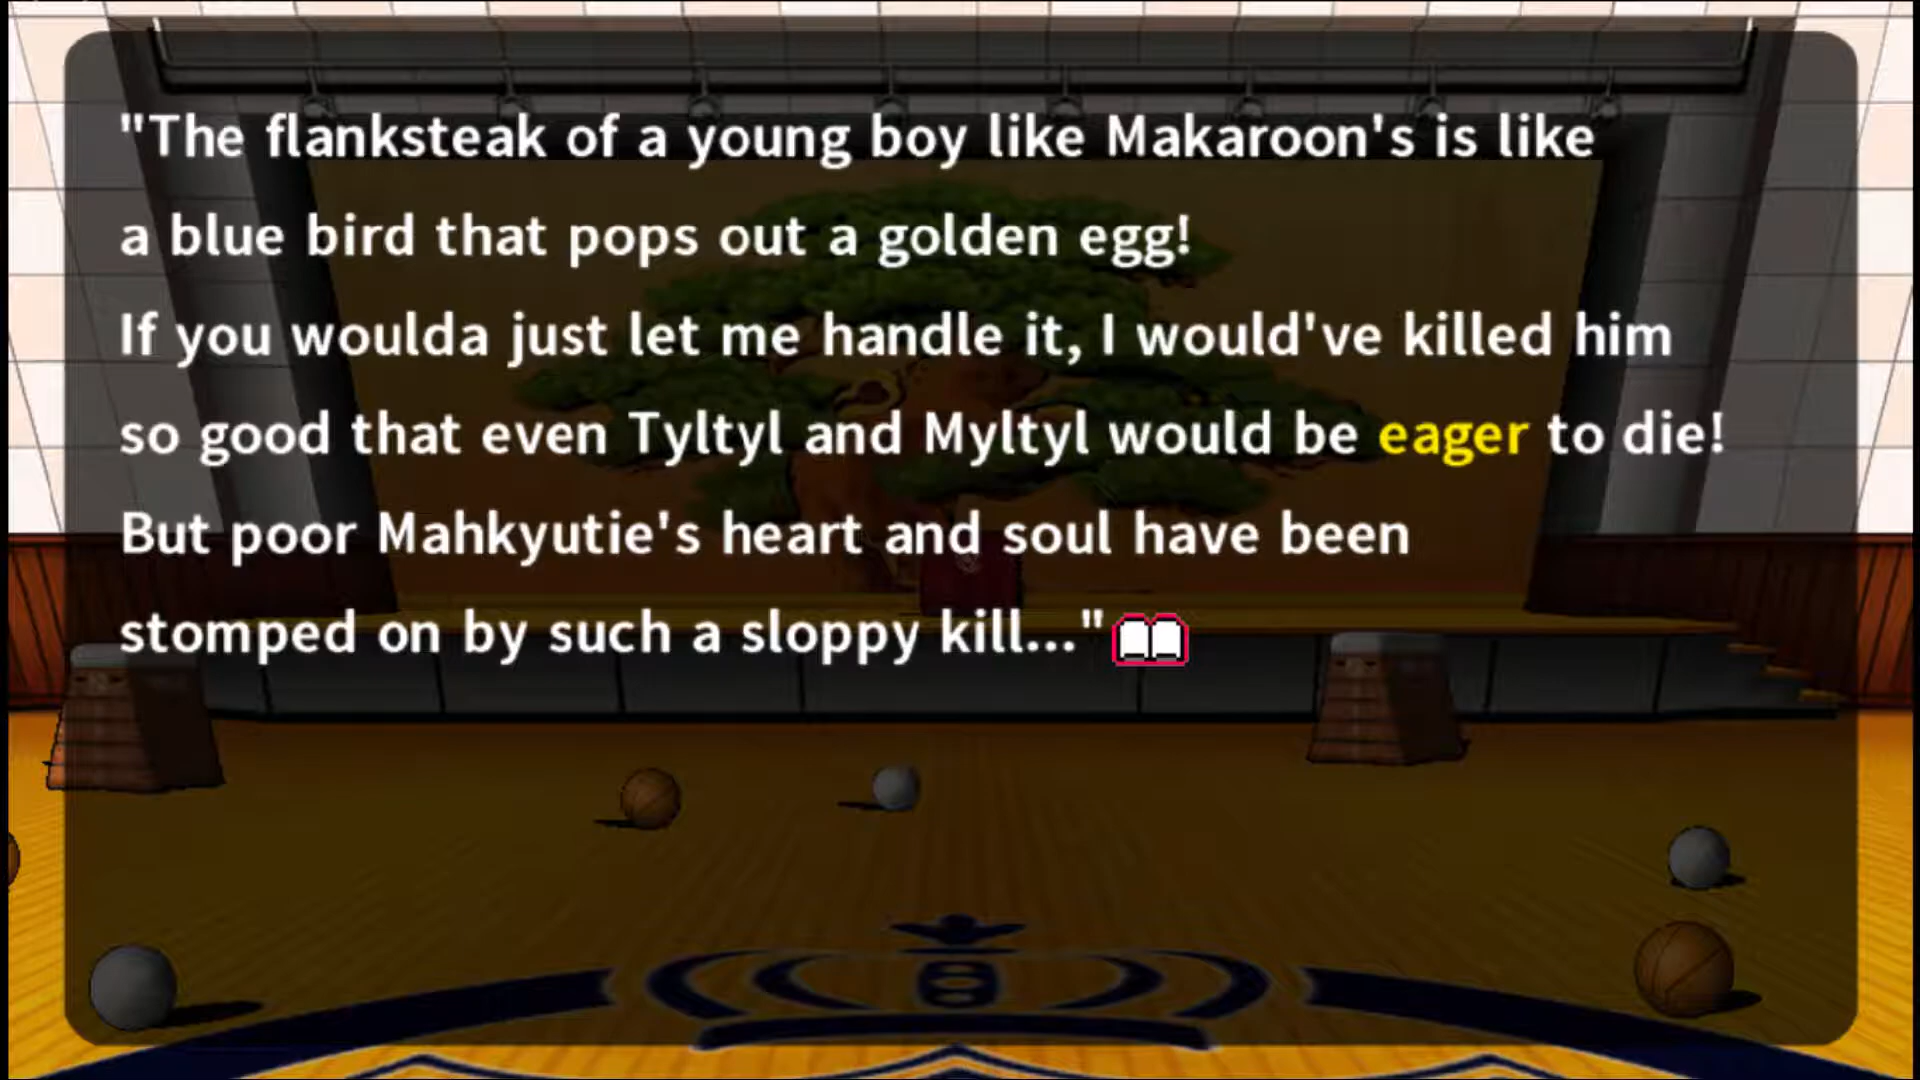 "The flanksteak of a young boy like Makaroon's is like
a blue bird that pops out a golden egg!
If you woulda just let me handle it, I would've killed him
so good that even Tyltyl and Myltyl would be eager to die!
But poor Mahkyutie's heart and soul have been
stomped on by such a sloppy kill..."